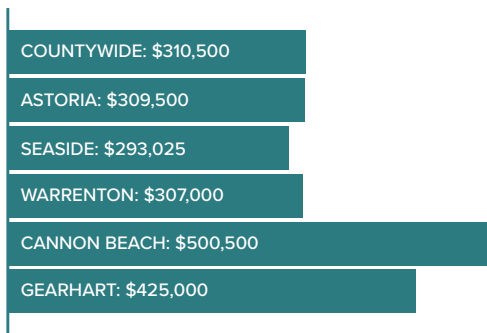 COUNTYWIDE: $310,500
ASTORIA: $309,500
SEASIDE: $293,025
WARRENTON: $307,000
CANNON BEACH: $500,500
GEARHART: $425,000